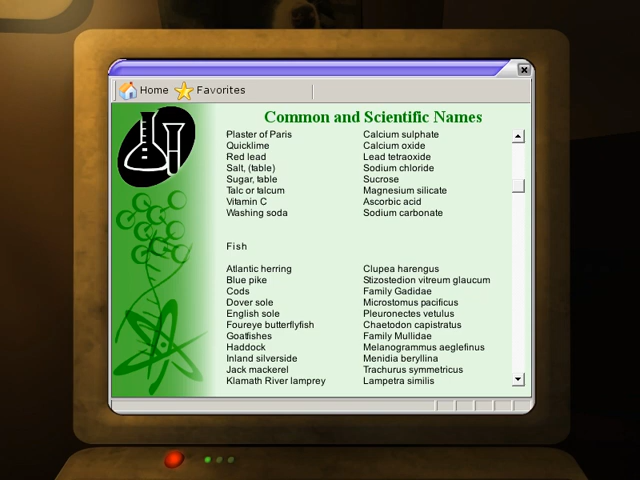 Home Favorites
Common and Scientific Names
Plaster of Paris Calcium sulphate
Quicklime Calcium oxide
Red lead Lead tetraoxide
Salt, (table) Sodium chloride
Sugar, table Sucrose
Talc or talcum Magnesium silicate
Vitamin C Ascorbic acid
Washing soda Sodium carbonate
Fish
Atlantic herring Clupea harengus
Blue pike Stizostedion vitreum glaucum
Cods Family Gadidae
Dover sole Microstomus pacificus
English sole Pleuronectes vetulus
Foureye butterflyfish Chaetodon capistratus
Goatfishes Family Mullidae
Haddock Melanogrammus aeglefinus
Inland silverside Menidia beryllina
Jack mackerel Trachurus symmetricus
Klamath River lamprey Lampetra similis